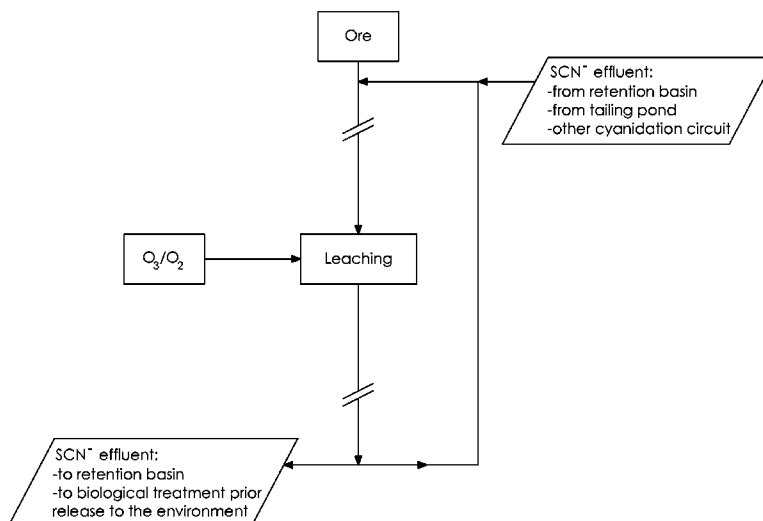 Ore
SCN⁻ effluent:
-from retention basin
-from tailing pond
-other cyanidation circuit
O₃/O₂
Leaching
SCN⁻ effluent:
-to retention basin
-to biological treatment prior
release to the environment